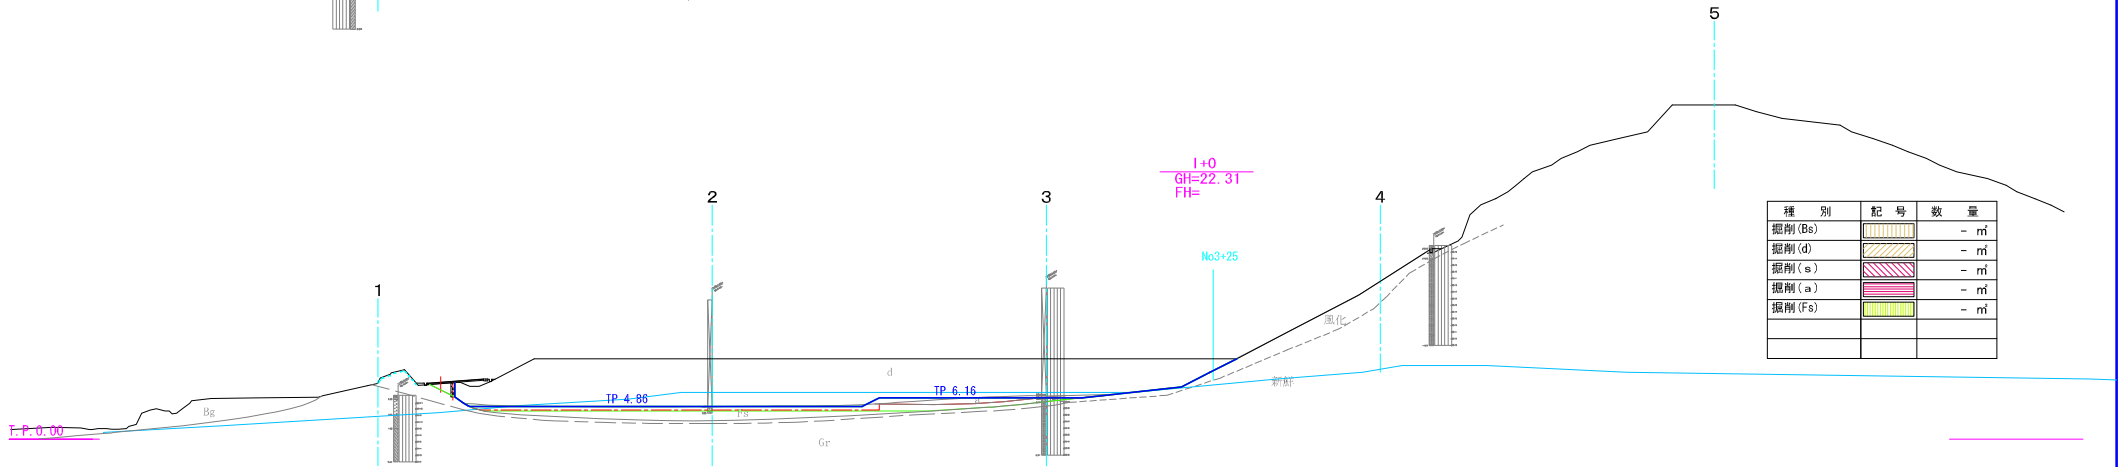 5
I+0
GH=22.31
FH=
2
3
4
種 別 記 号 数 量
掘削(Bs) - ㎡
掘削(d) - ㎡
掘削(s) - ㎡
掘削(a) - ㎡
掘削(Fs) - ㎡
No3+25
1
風化
d
新鮮
TP 4.86
TP 6.16
Bg
Fs
T.P.0.00
Gr